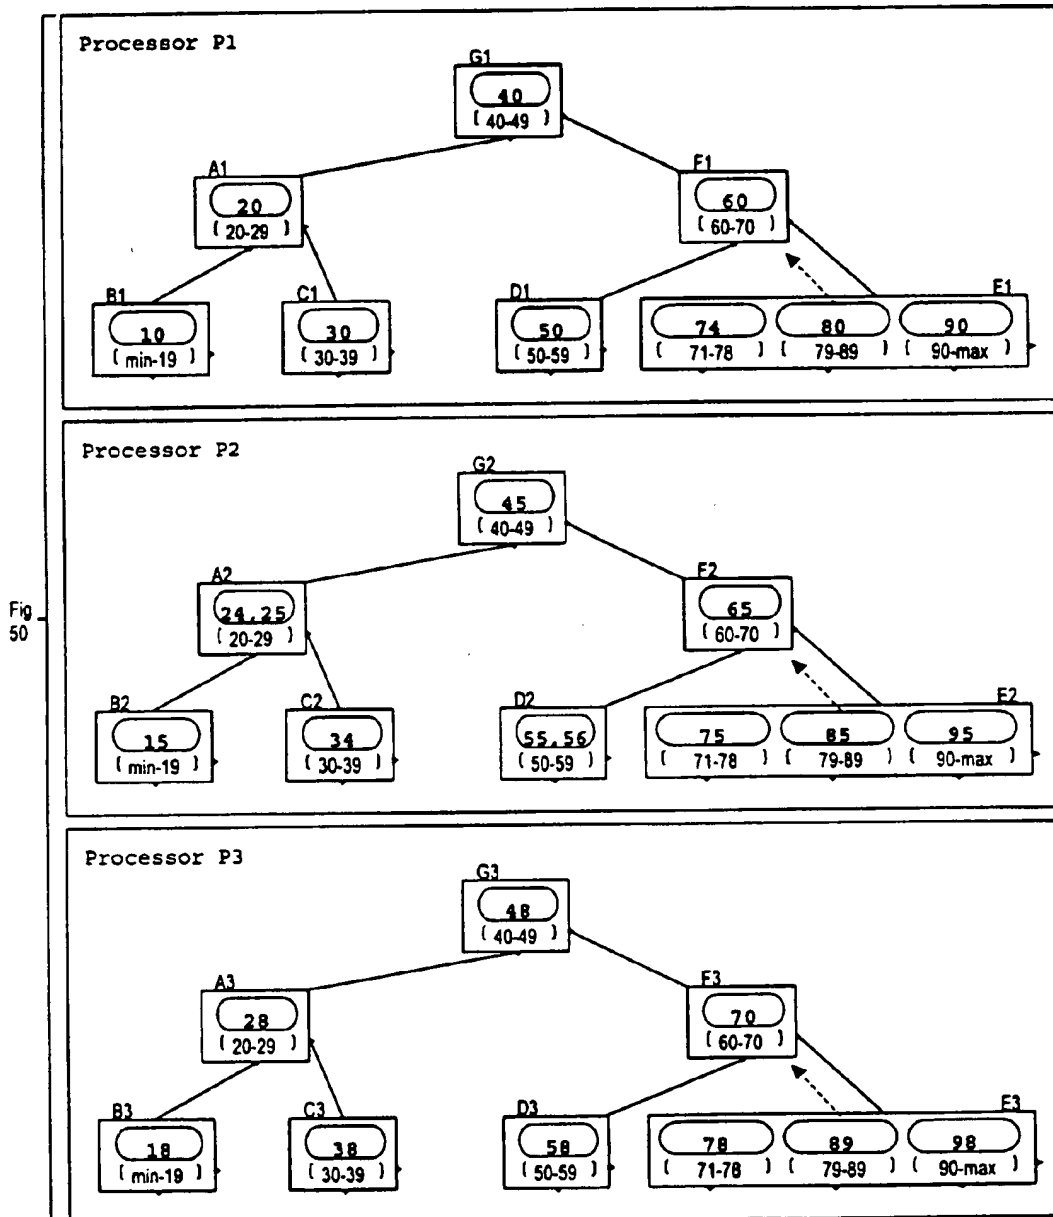 Processor P1
G1
40
( 40-49 )
A1
20
( 20-29 )
F1
60
( 60-70 )
B1
10
( min-19 )
C1
30
( 30-39 )
D1
50
( 50-59 )
E1
74 80 90
( 71-78 ) ( 79-89 ) ( 90-max )
Processor P2
G2
45
( 40-49 )
A2
24,25
( 20-29 )
F2
65
( 60-70 )
Fig
50
B2
15
( min-19 )
C2
34
( 30-39 )
D2
55,56
( 50-59 )
E2
75 85 95
( 71-78 ) ( 79-89 ) ( 90-max )
Processor P3
G3
48
( 40-49 )
A3
28
( 20-29 )
F3
70
( 60-70 )
B3
18
( min-19 )
C3
38
( 30-39 )
D3
58
( 50-59 )
E3
78 89 98
( 71-78 ) ( 79-89 ) ( 90-max )